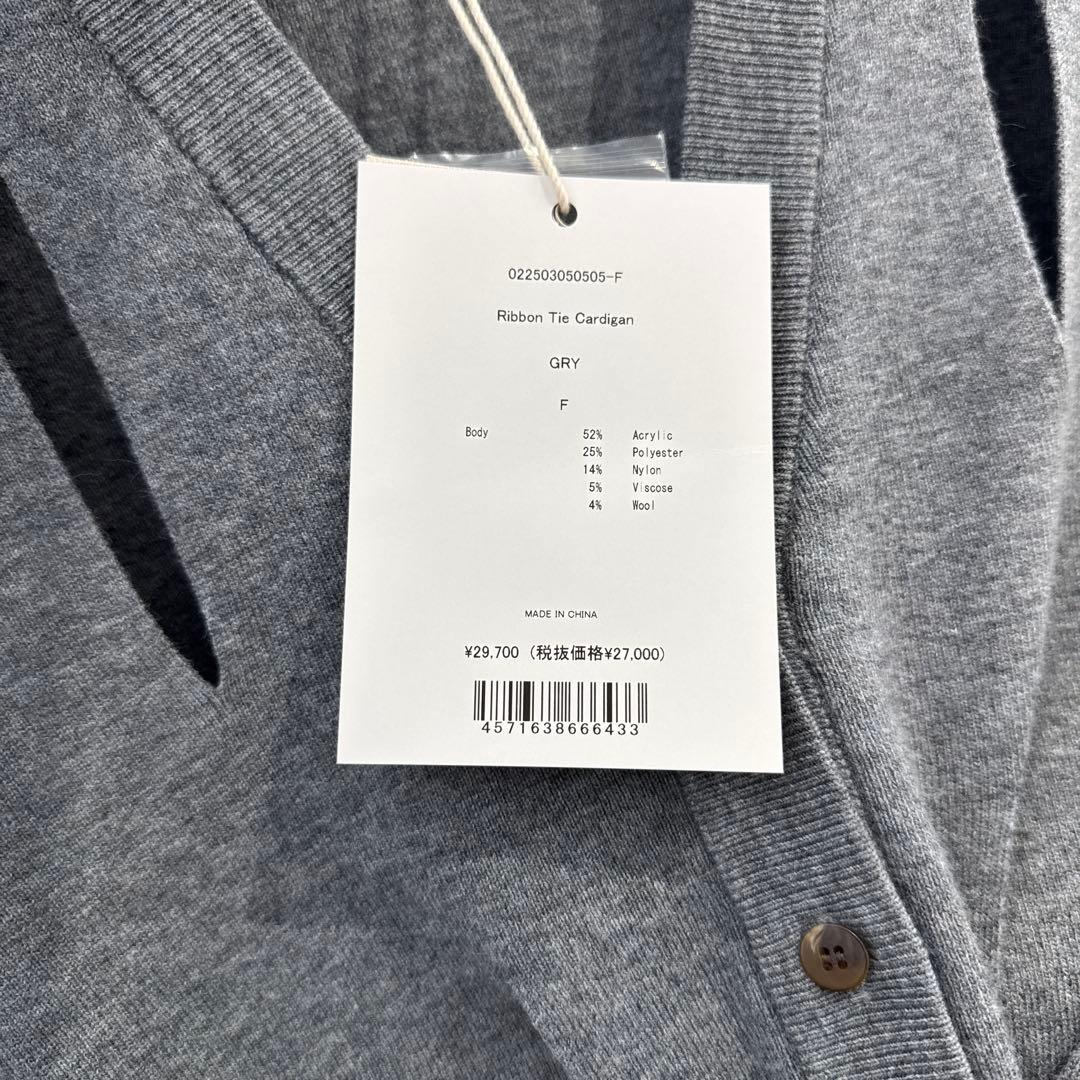 022503050505-F
Ribbon Tie Cardigan
GRY
F
Body 52% Acrylic
25% Polyester
14% Nylon
5% Viscose
4% Wool
MADE IN CHINA
¥29,700 (税抜価格¥27,000)
4571638666433